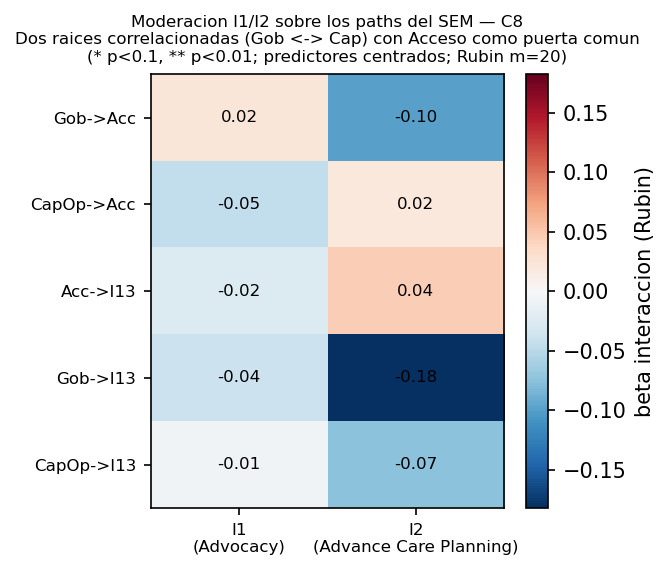 Moderacion I1/I2 sobre los paths del SEM — C8
Dos raices correlacionadas (Gob <-> Cap) con Acceso como puerta comun
(* p<0.1, ** p<0.01; predictores centrados; Rubin m=20)
Gob->Acc
0.02
-0.10
CapOp->Acc
-0.05
0.02
Acc->I13
-0.02
0.04
Gob->I13
-0.04
-0.18
CapOp->I13
-0.01
-0.07
I1
(Advocacy)
I2
(Advance Care Planning)
0.15
0.10
0.05
0.00
−0.05
−0.10
−0.15
beta interaccion (Rubin)